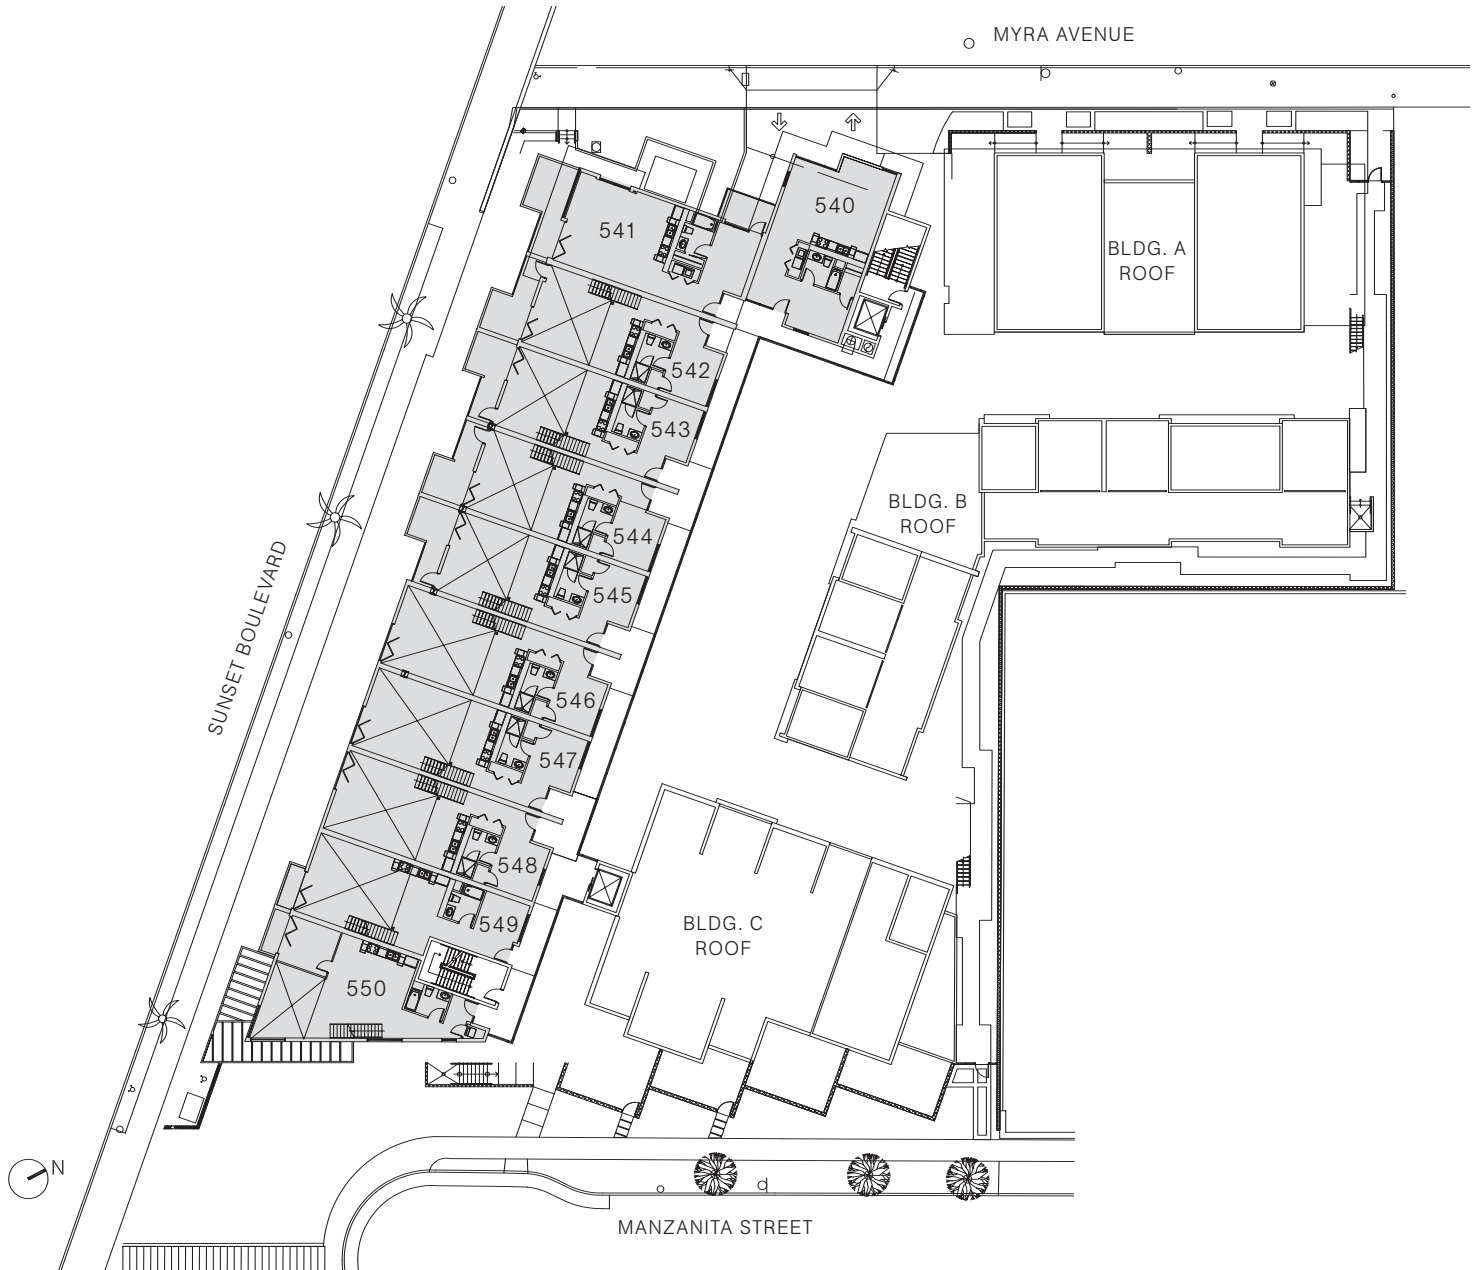 MYRA AVENUE
540
541
BLDG. A
ROOF
542
543
BLDG. B
ROOF
544
SUNSET BOULEVARD
545
546
547
548
BLDG. C
ROOF
549
550
N
MANZANITA STREET